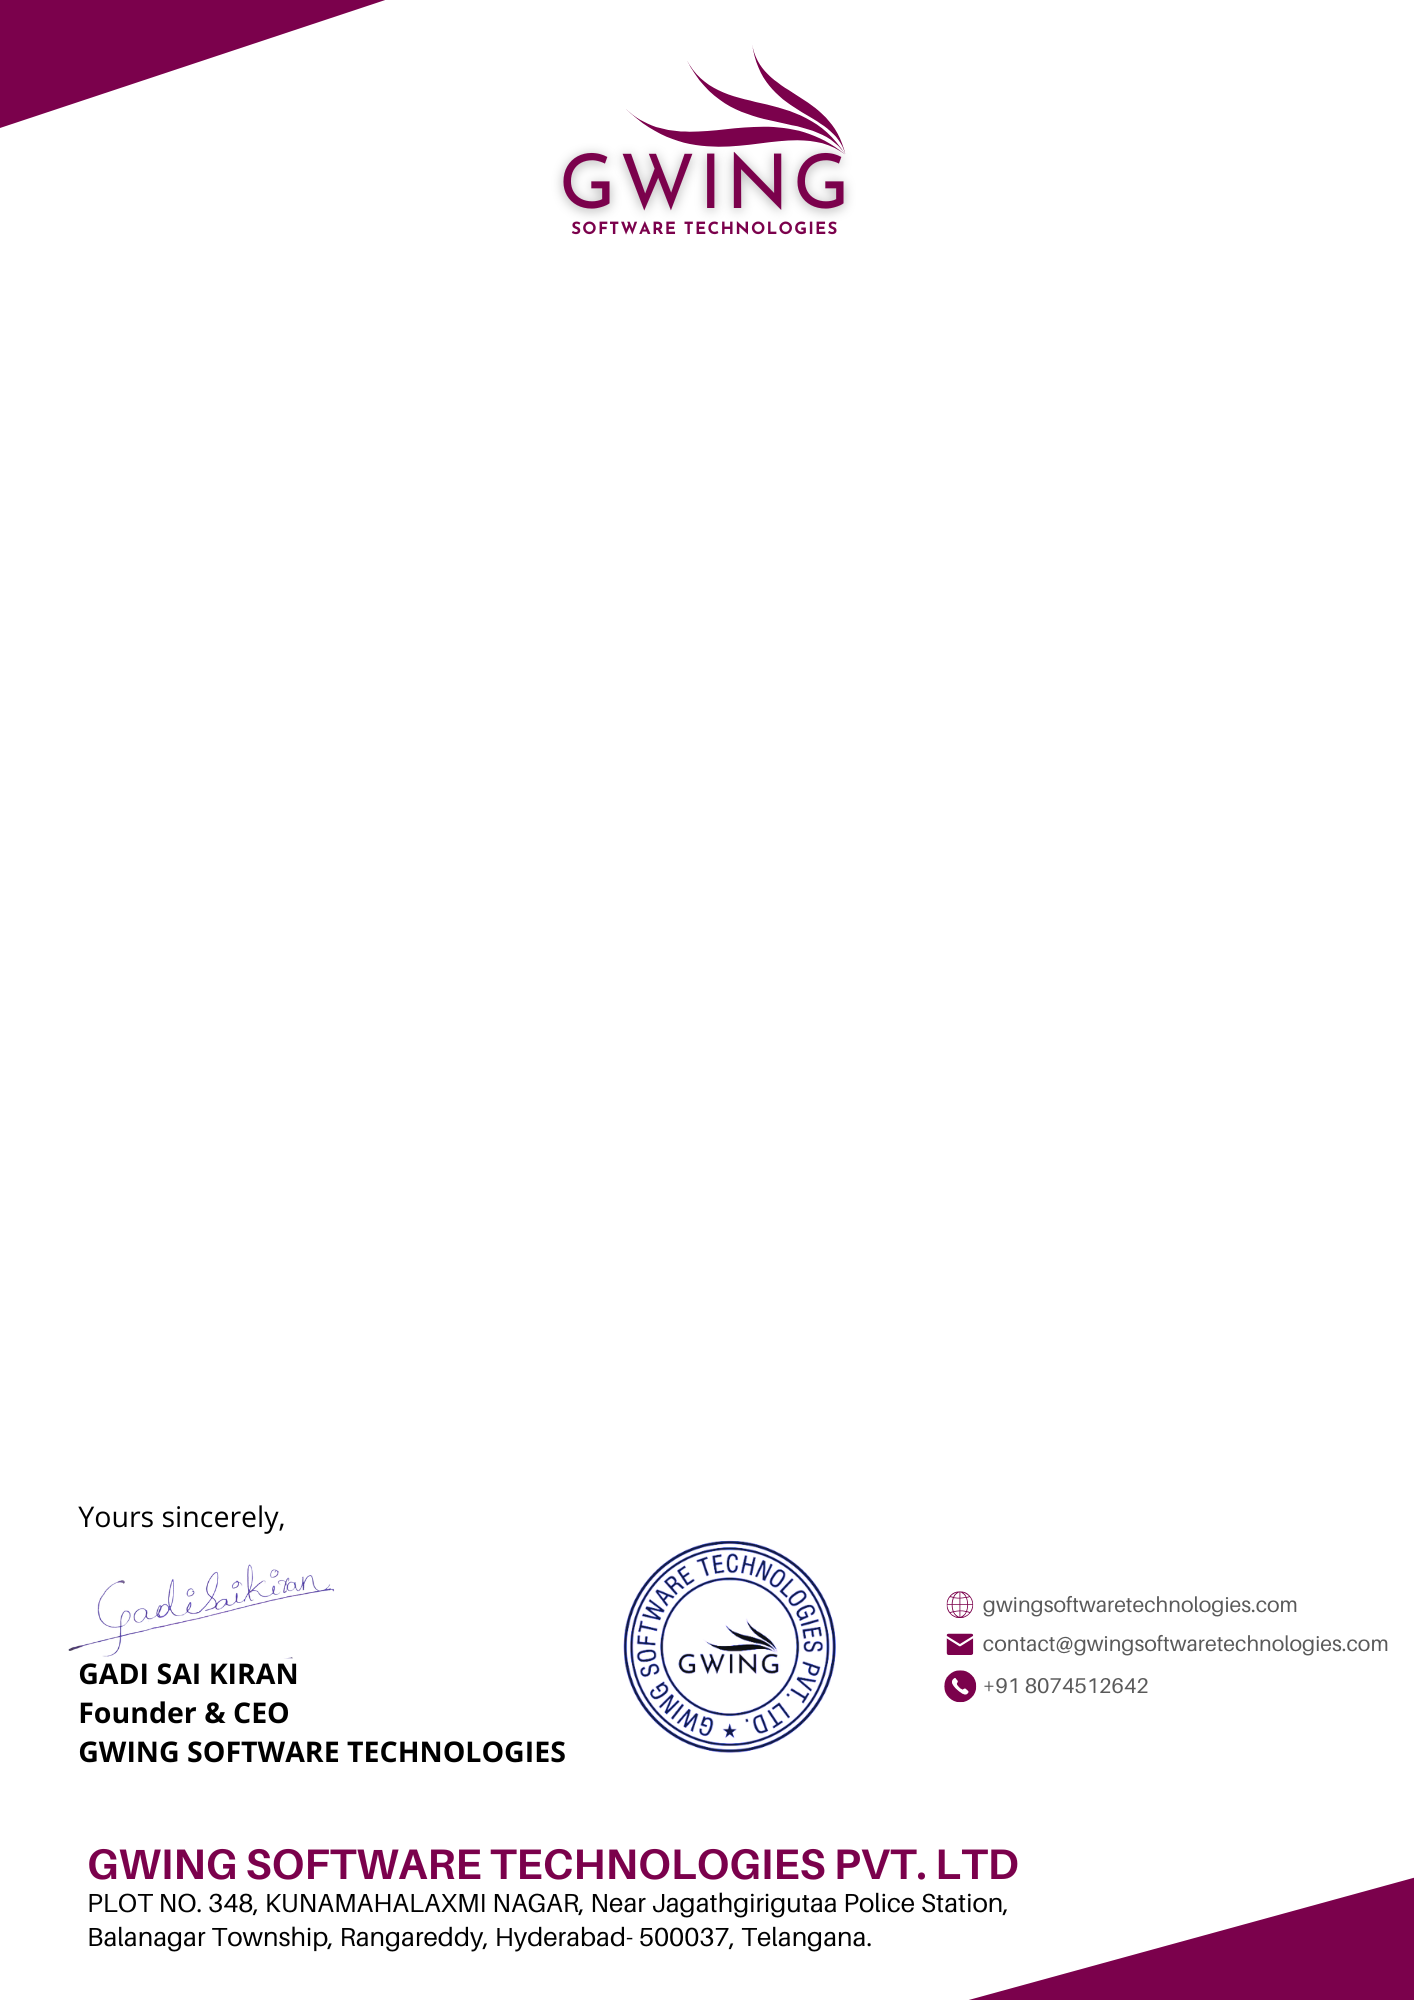 GWING
SOFTWARE TECHNOLOGIES
Yours sincerely,
Gadi Saikiran
GADI SAI KIRAN
Founder & CEO
GWING SOFTWARE TECHNOLOGIES
GWING SOFTWARE TECHNOLOGIES PVT. LTD. ★
GWING
gwingsoftwaretechnologies.com
contact@gwingsoftwaretechnologies.com
+91 8074512642
GWING SOFTWARE TECHNOLOGIES PVT. LTD
PLOT NO. 348, KUNAMAHALAXMI NAGAR, Near Jagathgirigutaa Police Station,
Balanagar Township, Rangareddy, Hyderabad- 500037, Telangana.